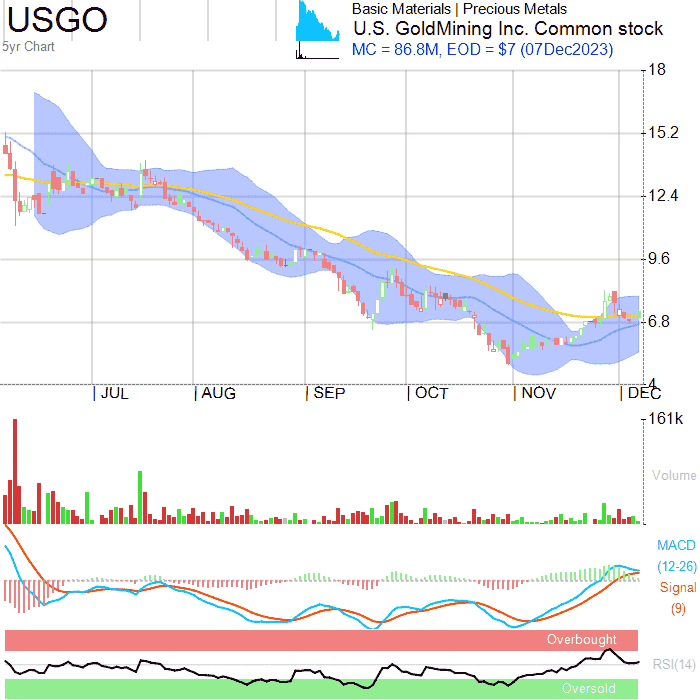 USGO
5yr Chart
Basic Materials | Precious Metals
U.S. GoldMining Inc. Common stock
MC = 86.8M, EOD = $7 (07Dec2023)
18
15.2
12.4
9.6
6.8
4
JUL AUG SEP OCT NOV DEC
161k
Volume
MACD
(12-26)
Signal
(9)
Overbought
RSI(14)
Oversold